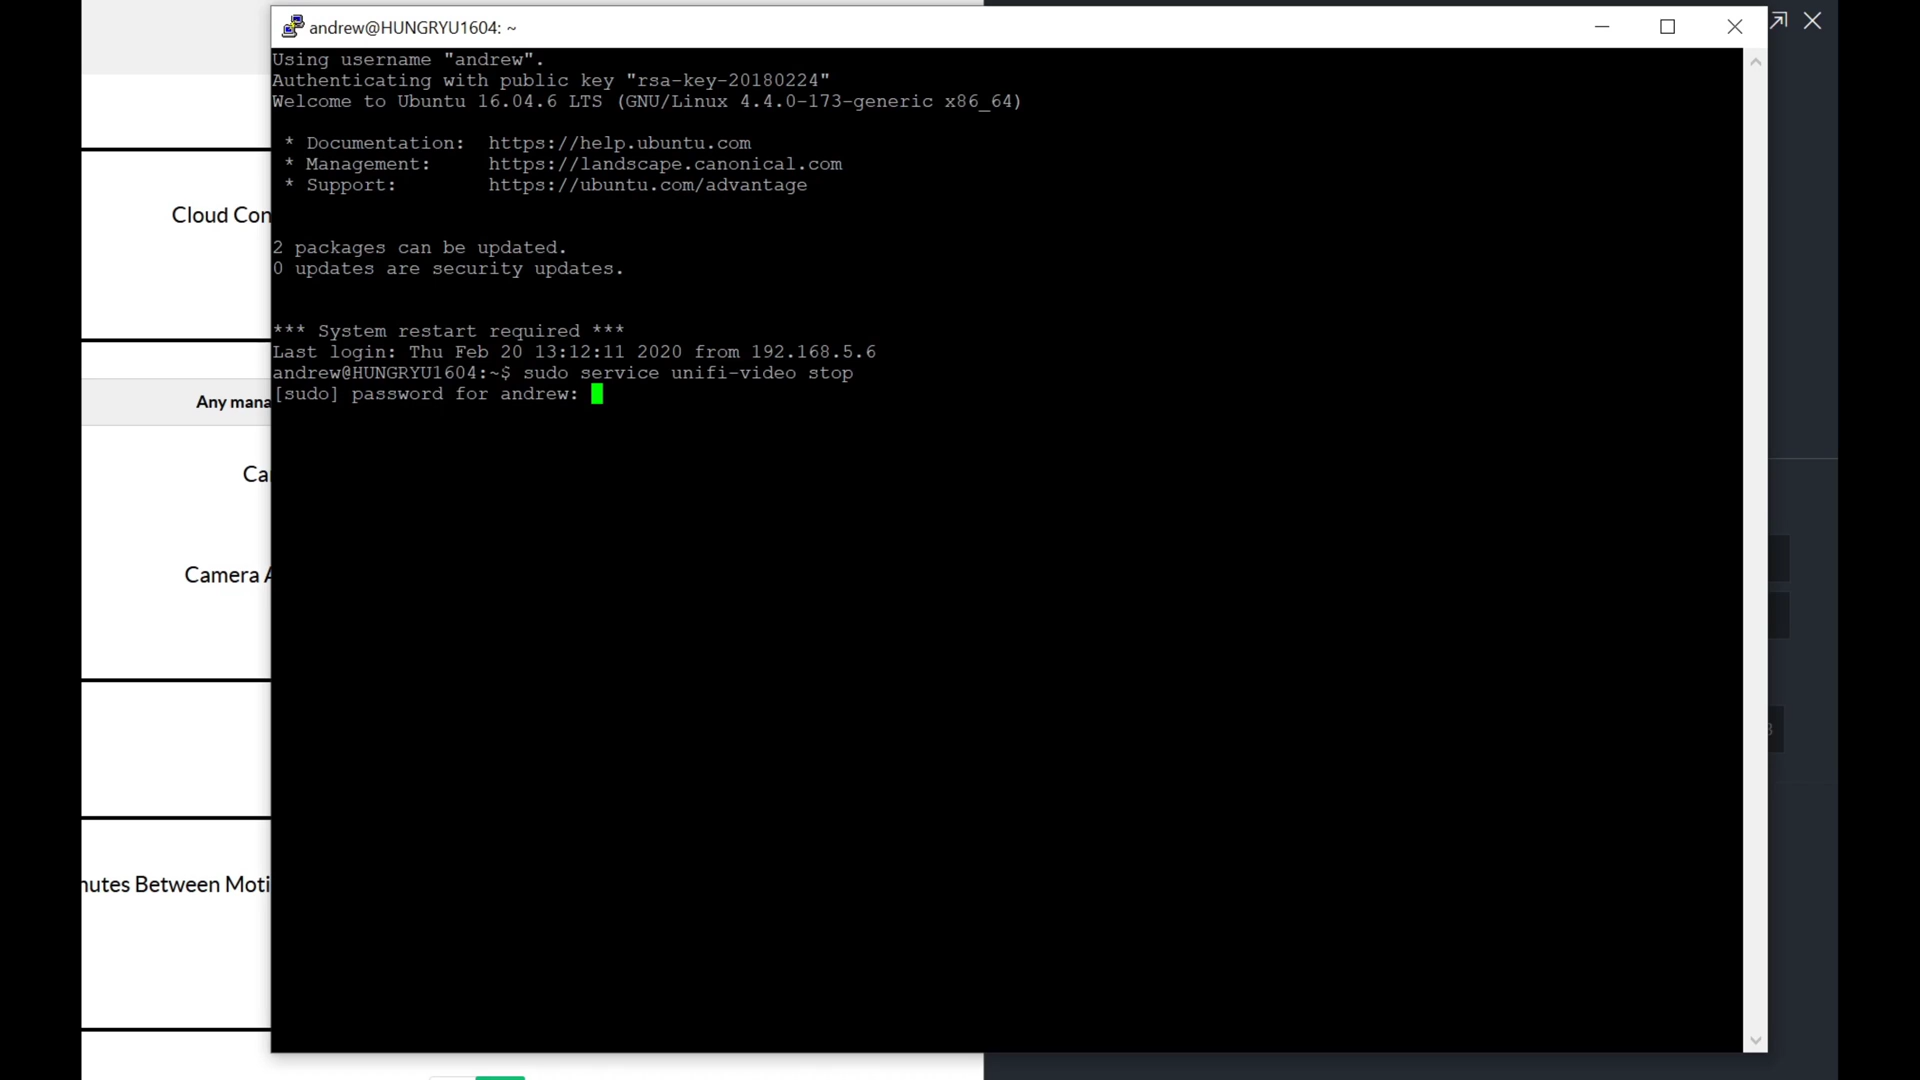 andrew@HUNGRYU1604: ~
Using username "andrew".
Authenticating with public key "rsa-key-20180224"
Welcome to Ubuntu 16.04.6 LTS (GNU/Linux 4.4.0-173-generic x86_64)
* Documentation: https://help.ubuntu.com
* Management: https://landscape.canonical.com
* Support: https://ubuntu.com/advantage
2 packages can be updated.
0 updates are security updates.
*** System restart required ***
Last login: Thu Feb 20 13:12:11 2020 from 192.168.5.6
andrew@HUNGRYU1604:~$ sudo service unifi-video stop
[sudo] password for andrew:
Cloud Con
Any mana
Ca
Camera A
nutes Between Moti